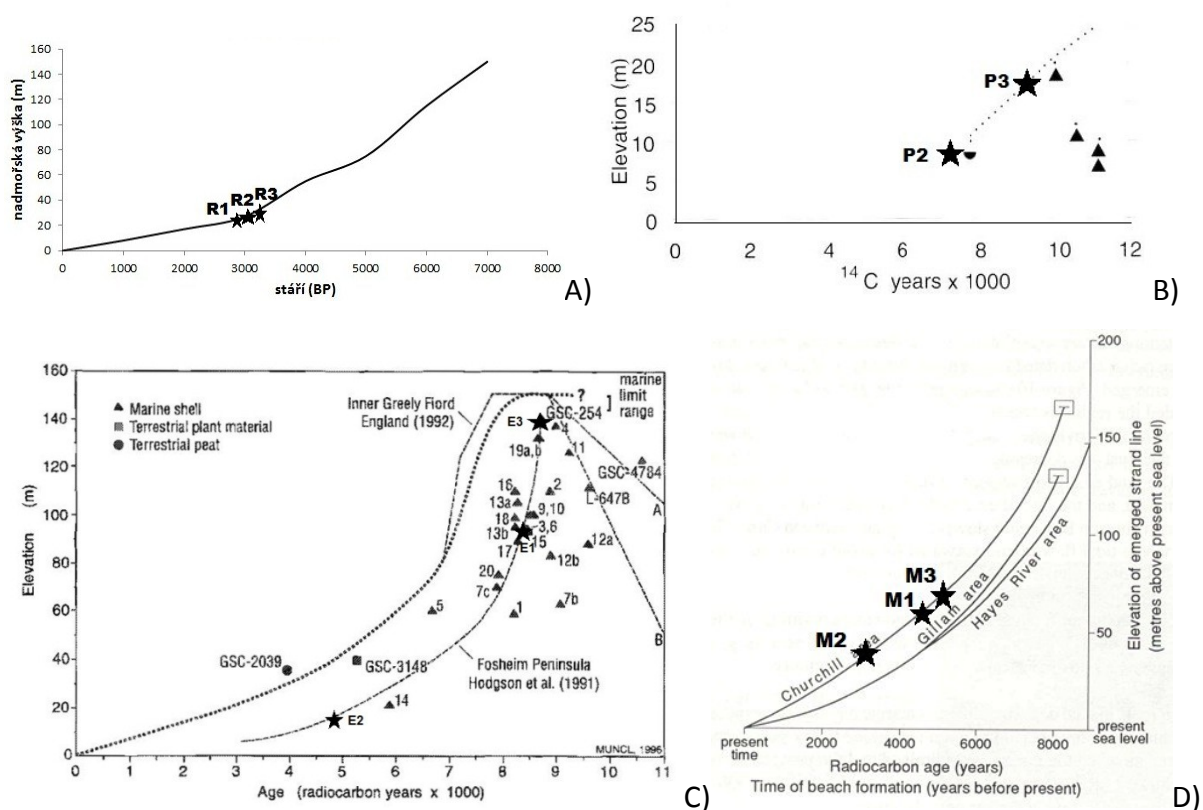 160
140
120
100
80
60
40
20
0
nadmořská výška (m)
R1 R2 R3
0 1000 2000 3000 4000 5000 6000 7000 8000
stáří (BP)
A)
25
20
15
10
5
0
Elevation (m)
P3
P2
0 2 4 6 8 10 12
14C years x 1000
B)
160
140
120
100
80
60
40
20
0
Elevation (m)
Marine shell
Terrestrial plant material
Terrestrial peat
Inner Greely Fiord
England (1992)
?
marine
limit
range
E3
GSC-254
4
19a,b
11
GSC-4784
L-6478
16
2
13a
9,10
A
18
3,6
13b
E1
15
17
12a
12b
20
7c
7b
5
1
B
GSC-2039
GSC-3148
Fosheim Peninsula
Hodgson et al. (1991)
14
E2
MUNCL, 1996
0 1 2 3 4 5 6 7 8 9 10 11
Age (radiocarbon years x 1000)
C)
200
150
100
50
present
sea level
Elevation of emerged strand line
(metres above present sea level)
M3
M1
M2
Churchill area
Gillam area
Hayes River area
present
time
2000 4000 6000 8000
Radiocarbon age (years)
Time of beach formation (years before present)
D)